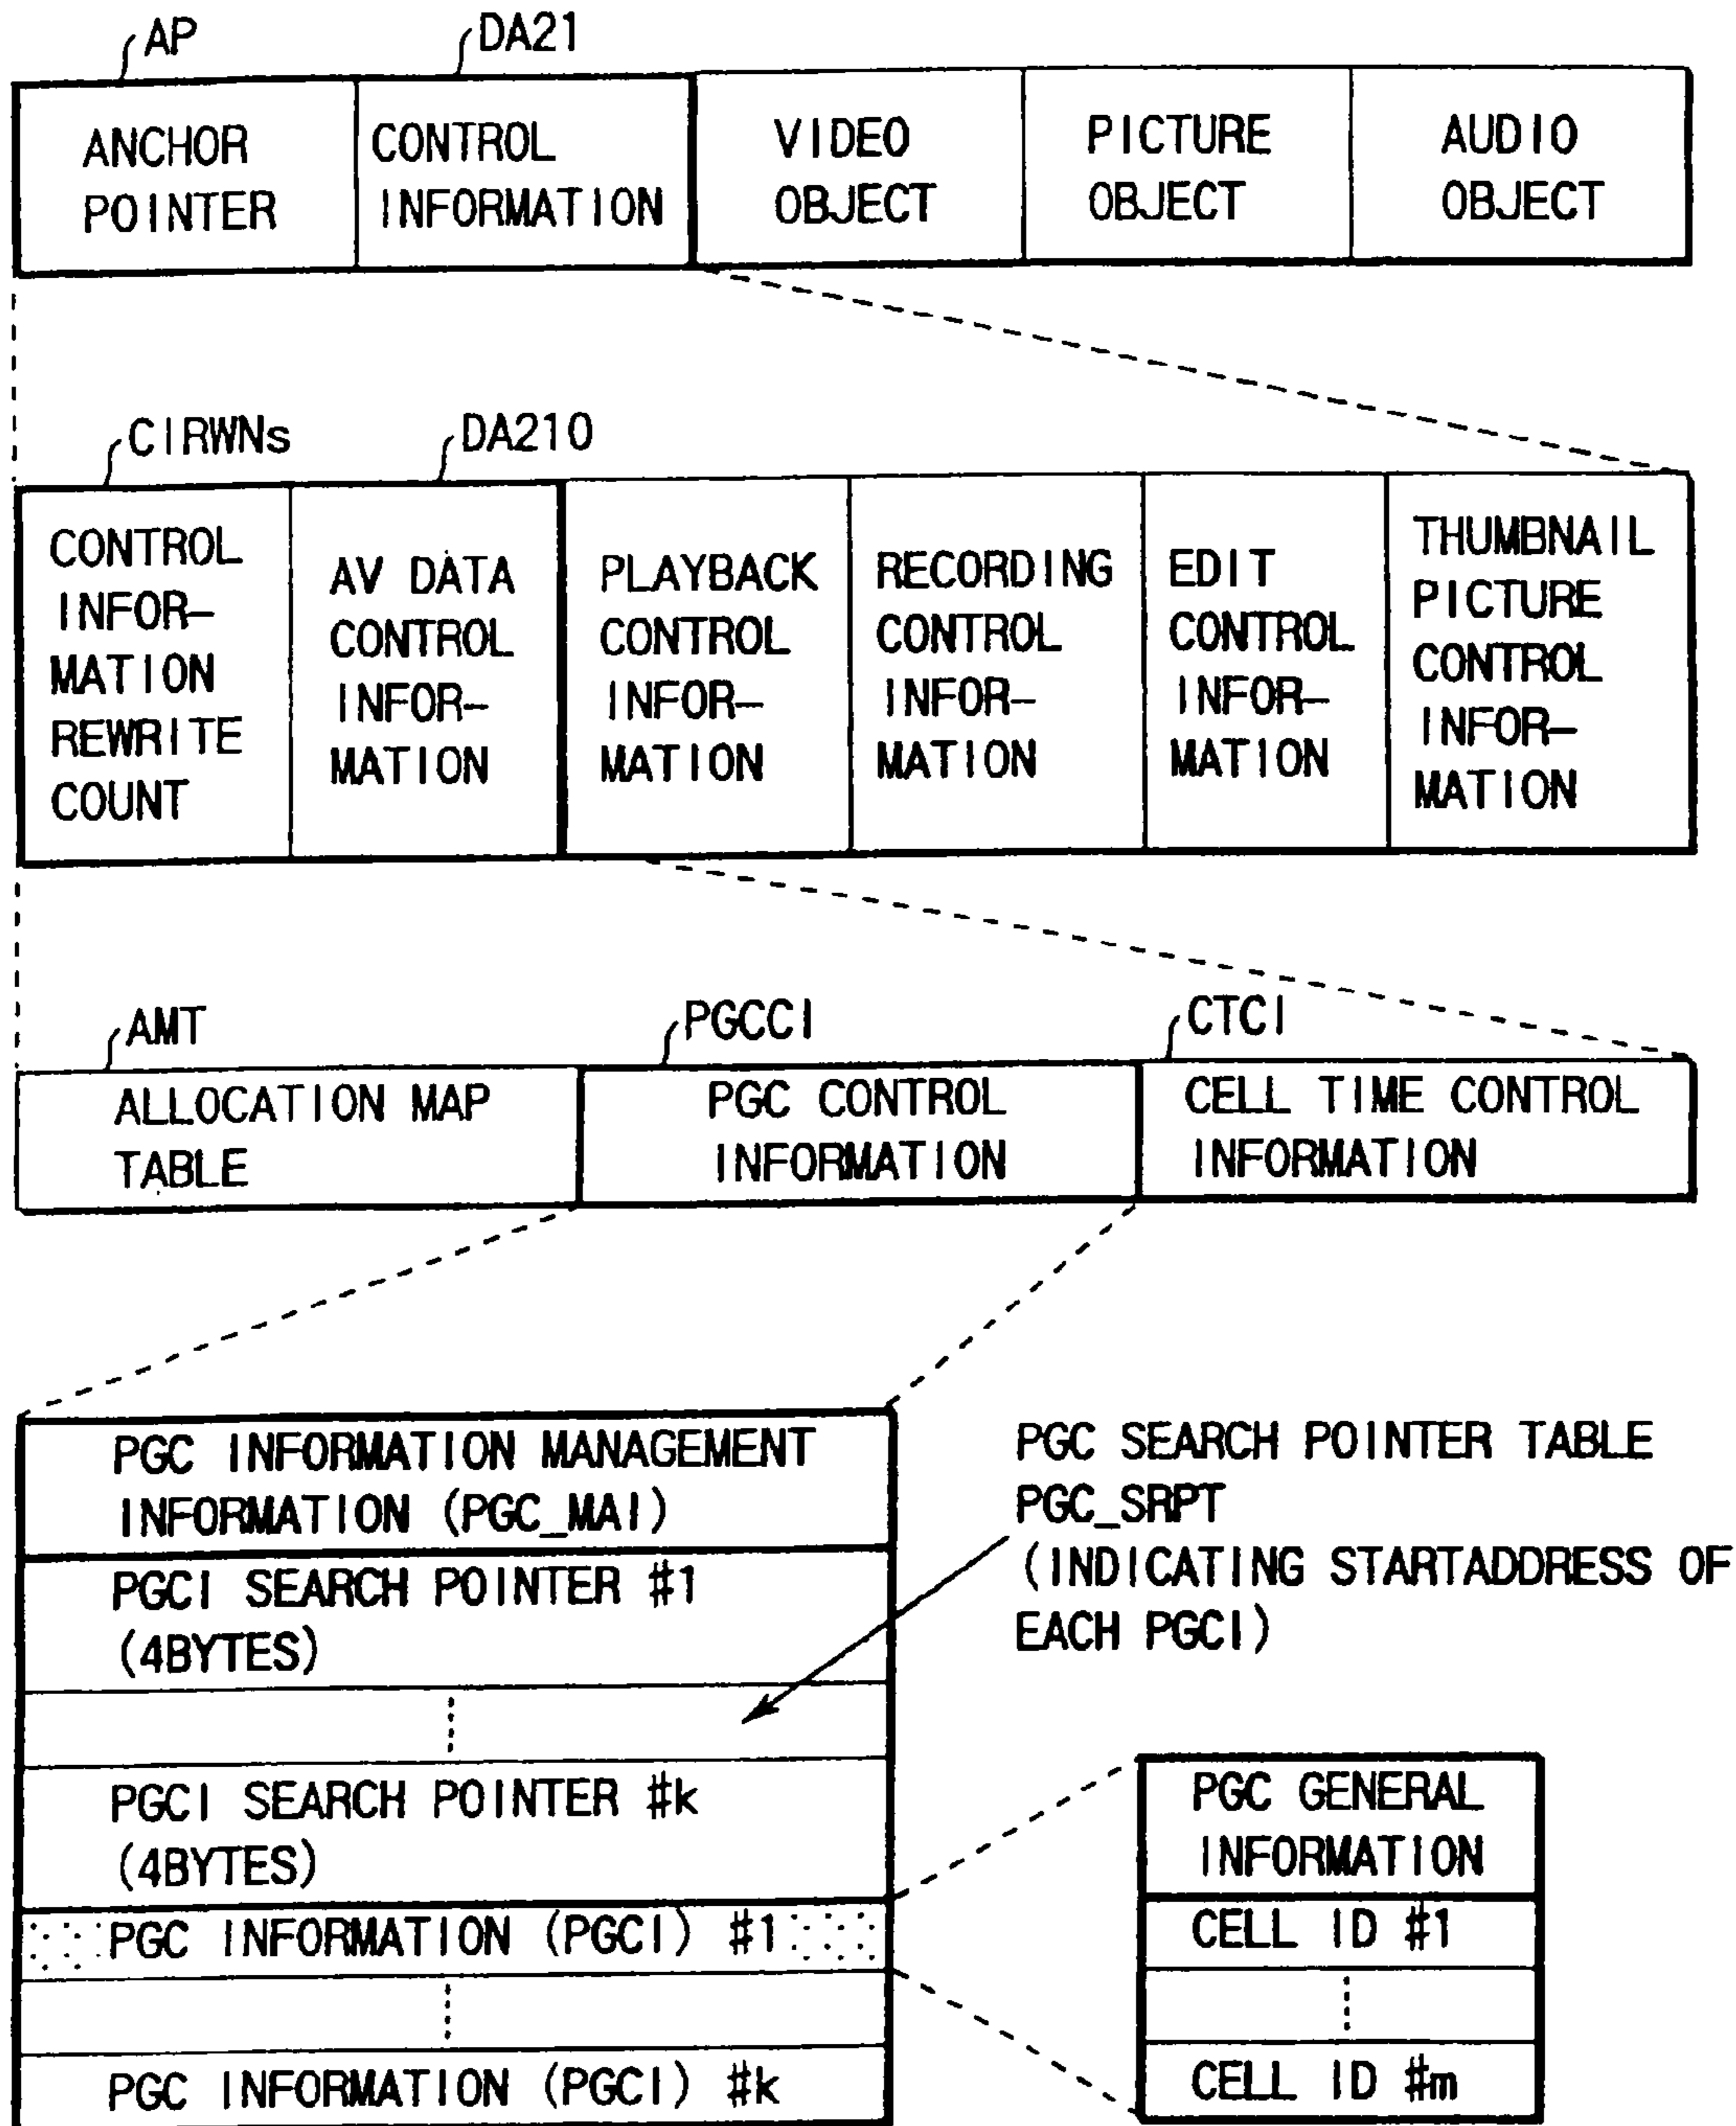 AP
DA21
ANCHOR
POINTER
CONTROL
INFORMATION
VIDEO
OBJECT
PICTURE
OBJECT
AUDIO
OBJECT
CIRWNs
DA210
CONTROL
INFOR-
MATION
REWRITE
COUNT
AV DATA
CONTROL
INFOR-
MATION
PLAYBACK
CONTROL
INFOR-
MATION
RECORDING
CONTROL
INFOR-
MATION
EDIT
CONTROL
INFOR-
MATION
THUMBNAIL
PICTURE
CONTROL
INFOR-
MATION
AMT
PGCCI
CTCI
ALLOCATION MAP
TABLE
PGC CONTROL
INFORMATION
CELL TIME CONTROL
INFORMATION
PGC INFORMATION MANAGEMENT
INFORMATION (PGC_MAI)
PGCI SEARCH POINTER #1
(4BYTES)
PGCI SEARCH POINTER #k
(4BYTES)
PGC INFORMATION (PGCI) #1
PGC INFORMATION (PGCI) #k
PGC SEARCH POINTER TABLE
PGC_SRPT
(INDICATING STARTADDRESS OF
EACH PGCI)
PGC GENERAL
INFORMATION
CELL ID #1
CELL ID #m